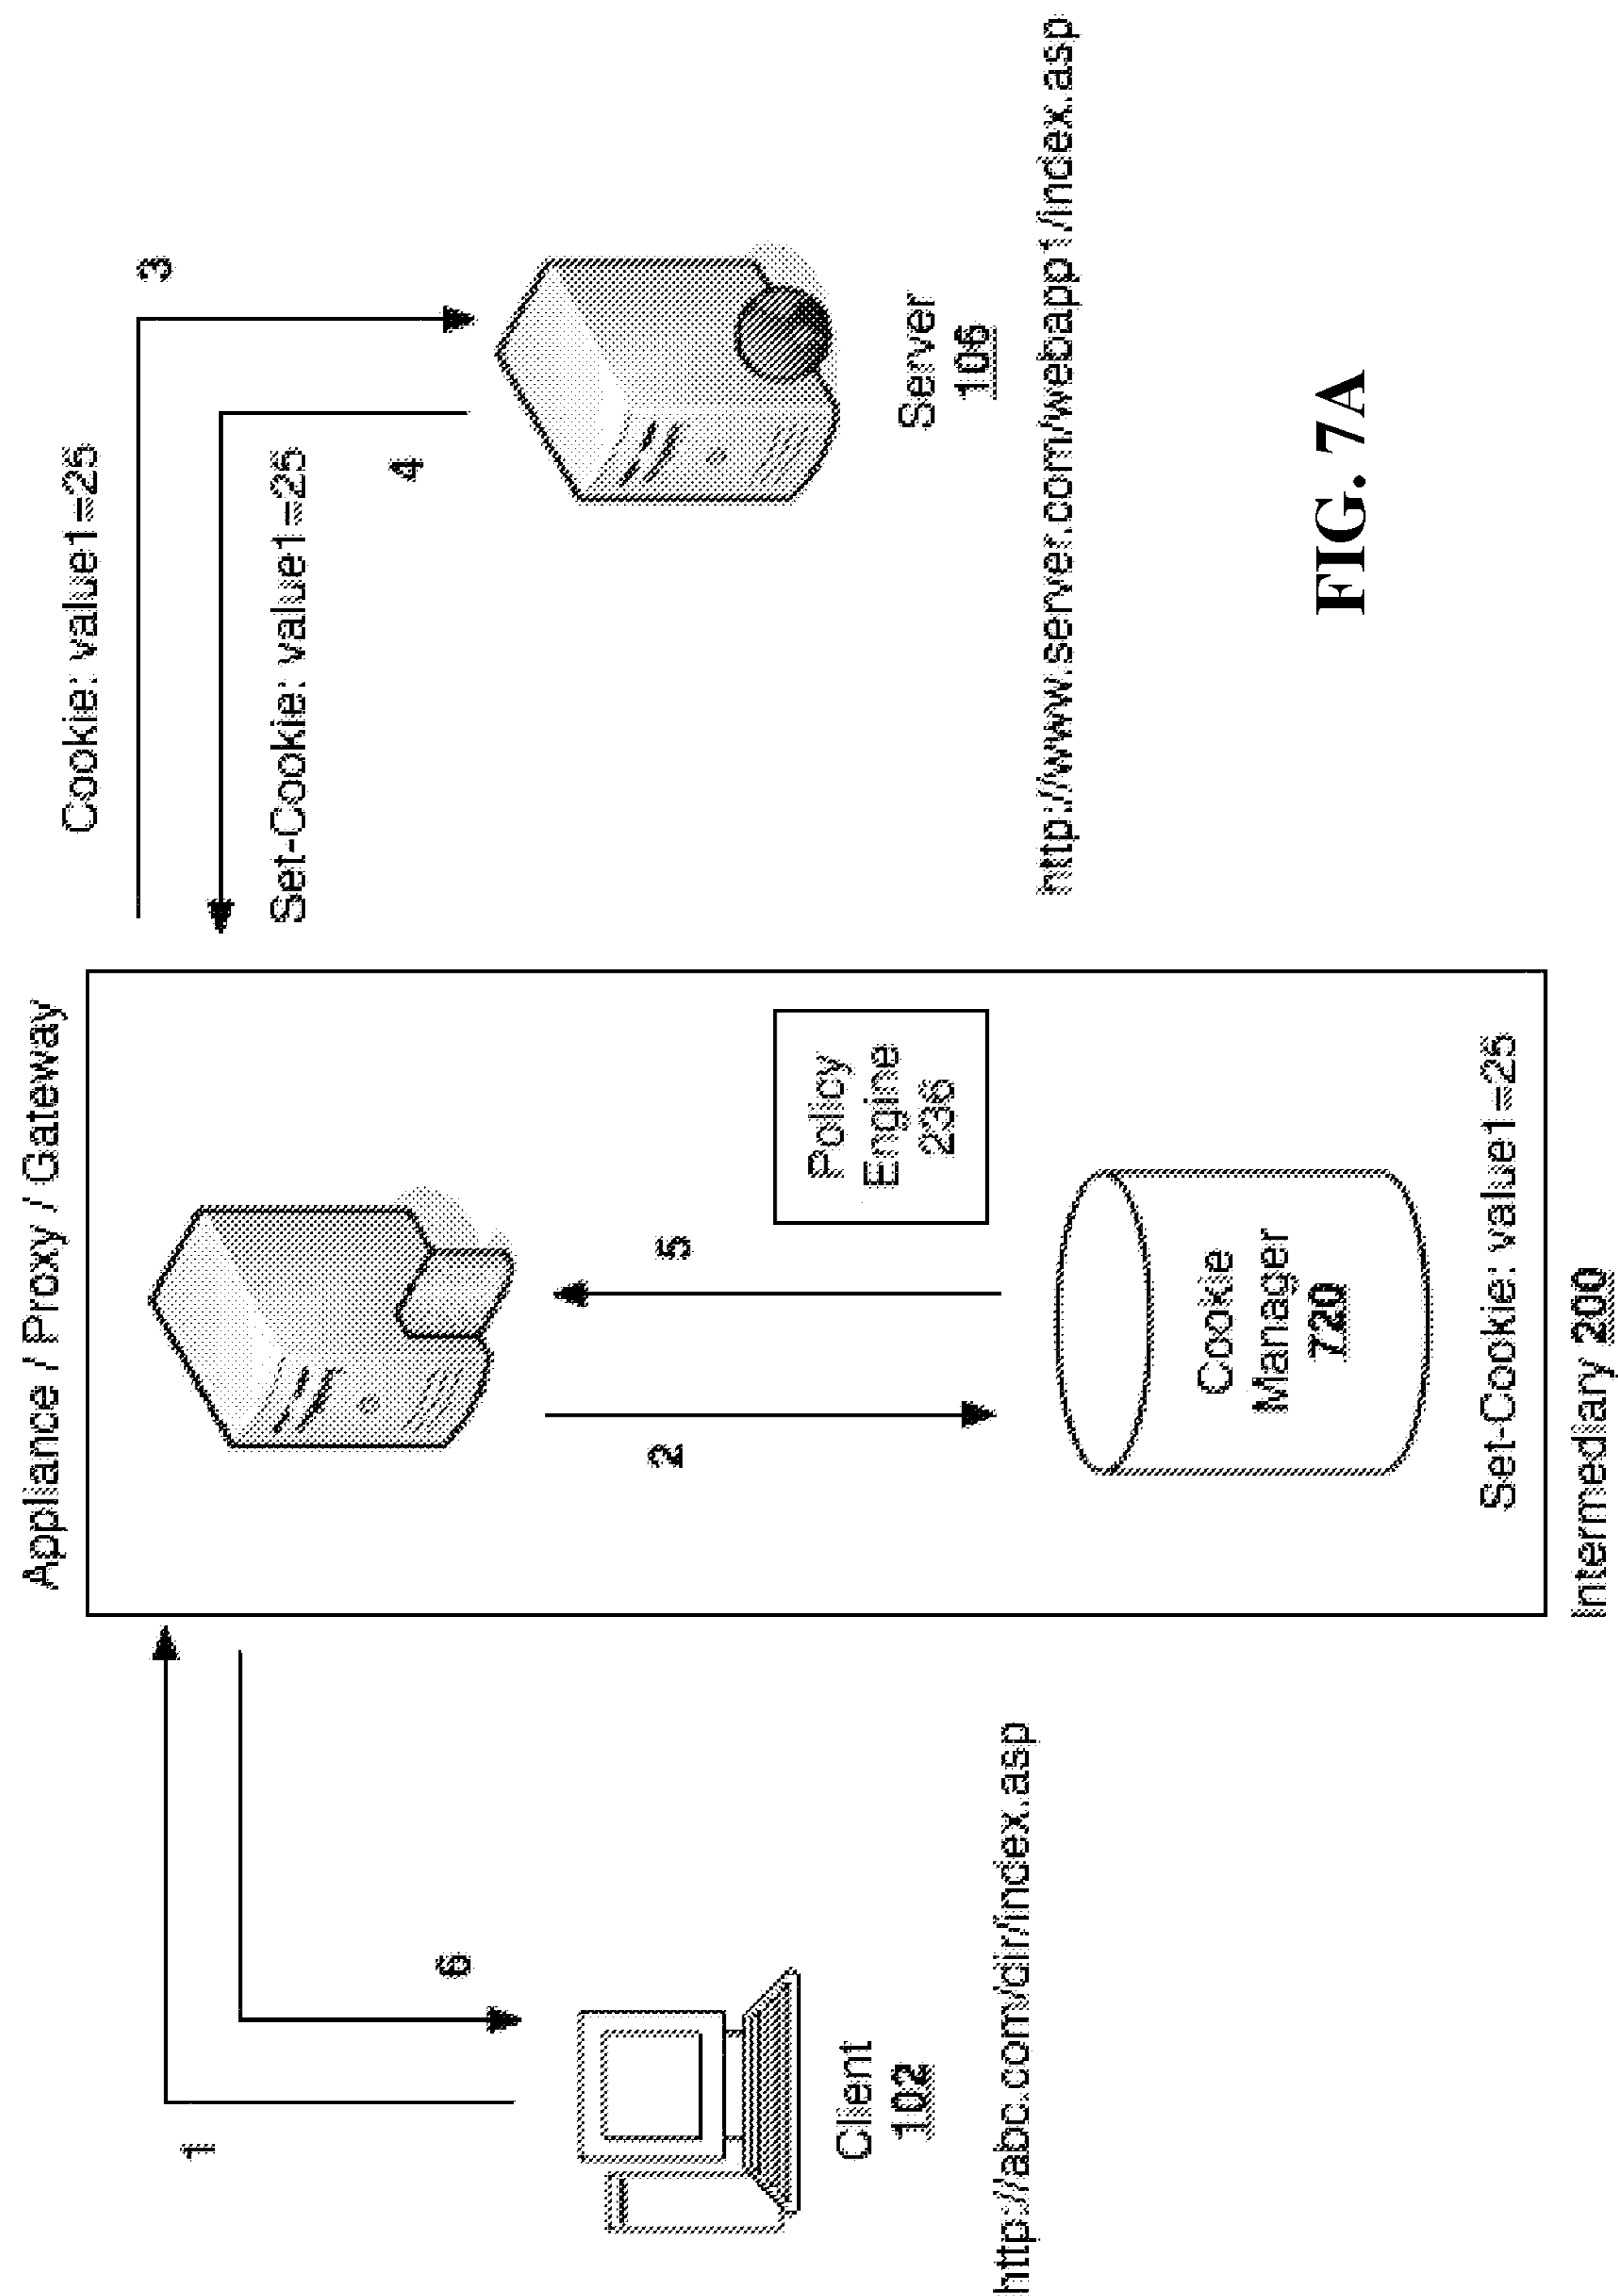 Appliance / Proxy / Gateway
Cookie: value1=25
3
1
Set-Cookie: value1=25
6
4
2
5
Policy
Engine
236
Client
102
Server
106
http://abc.com/dir/index.asp
http://www.server.com/webapp1/index.asp
Cookie
Manager
720
Set-Cookie: value1=25
Intermediary 200
FIG. 7A